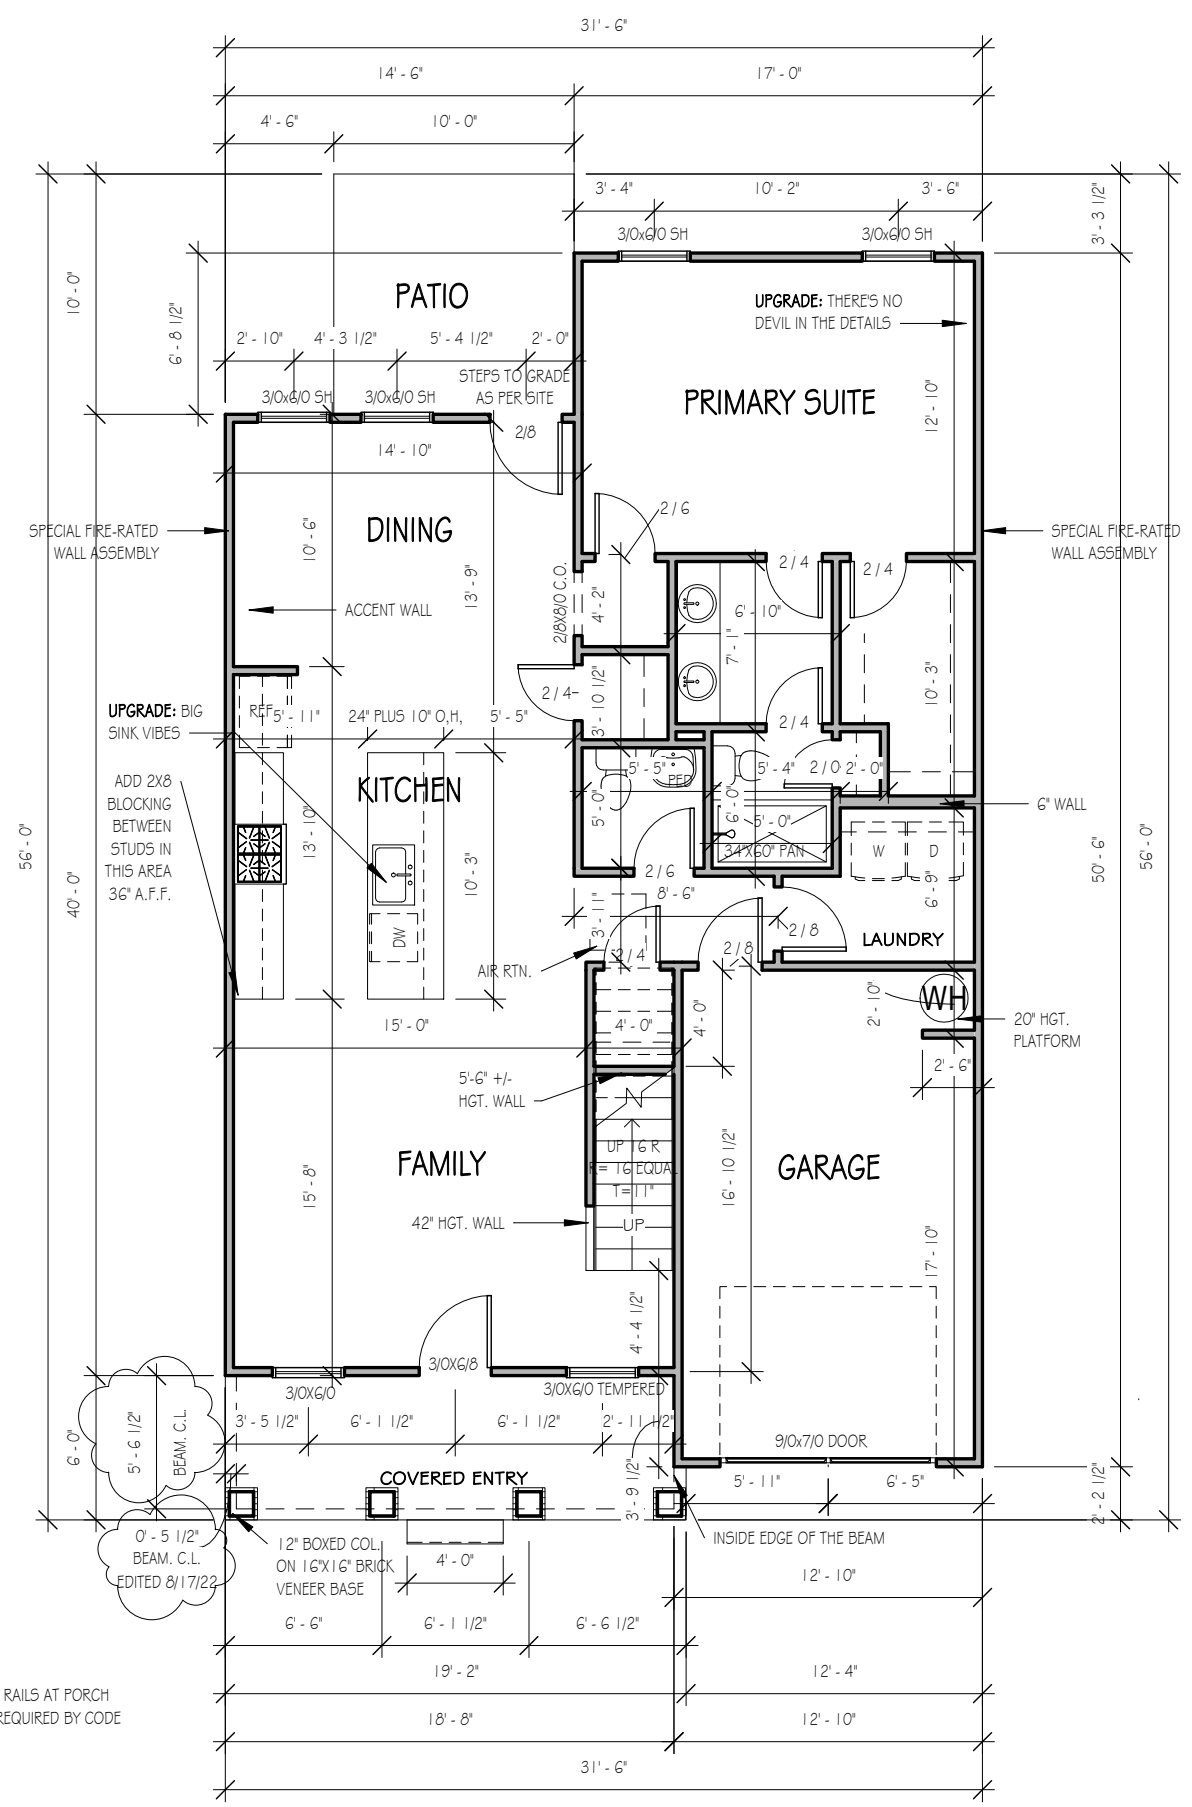 31' - 6"
14' - 6"
17' - 0"
4' - 6"
10' - 0"
3' - 4"
10' - 2"
3' - 6"
3' - 3 1/2"
3/0x6/0 SH
3/0x6/0 SH
10' - 0"
6' - 8 1/2"
PATIO
UPGRADE: THERE'S NO
DEVIL IN THE DETAILS
2' - 10"
4' - 3 1/2"
5' - 4 1/2"
2' - 0"
STEPS TO GRADE
AS PER SITE
3/0x6/0 SH
3/0x6/0 SH
PRIMARY SUITE
12' - 10"
2/8
14' - 10"
2 / 6
SPECIAL FIRE-RATED
WALL ASSEMBLY
DINING
10' - 6"
13' - 9"
SPECIAL FIRE-RATED
WALL ASSEMBLY
2/8X8/0 C.O.
4' - 2"
2 / 4
2 / 4
ACCENT WALL
6' - 10"
7' - 1"
10' - 3"
UPGRADE: BIG
SINK VIBES
REF.
5' - 11"
24" PLUS 10" O.H.
5' - 5"
2 / 4
3' - 10 1/2"
2 / 4
ADD 2X8
BLOCKING
BETWEEN
STUDS IN
THIS AREA
36" A.F.F.
KITCHEN
13' - 10"
10' - 3"
5' - 5"
PED
5' - 0"
5' - 4"
6' - 0"
2 / 0
2' - 0"
5' - 0"
34"X60" PAN
6" WALL
W
D
6' - 9"
56' - 0"
40' - 0"
50' - 6"
56' - 0"
2 / 6
8' - 6"
3' - 11"
DW
2 / 8
2 / 8
2 / 4
LAUNDRY
AIR RTN.
WH
2' - 10"
20" HGT.
PLATFORM
15' - 0"
4' - 0"
4' - 0"
2' - 6"
5'-6" +/-
HGT. WALL
UP 16 R
R = 16 EQUAL
T = 11"
UP
FAMILY
15' - 8"
42" HGT. WALL
GARAGE
16' - 10 1/2"
17' - 10"
4' - 4 1/2"
3/0X6/8
3/0X6/0
3/0X6/0 TEMPERED
3' - 5 1/2"
6' - 1 1/2"
6' - 1 1/2"
2' - 11 1/2"
9/0x7/0 DOOR
6' - 0"
5' - 6 1/2"
BEAM. C.L.
COVERED ENTRY
3' - 9 1/2"
5' - 11"
6' - 5"
2' - 2 1/2"
0' - 5 1/2"
BEAM. C.L.
EDITED 8/17/22
12" BOXED COL.
ON 16"X16" BRICK
VENEER BASE
4' - 0"
INSIDE EDGE OF THE BEAM
12' - 10"
6' - 6"
6' - 1 1/2"
6' - 6 1/2"
19' - 2"
12' - 4"
RAILS AT PORCH
REQUIRED BY CODE
18' - 8"
12' - 10"
31' - 6"